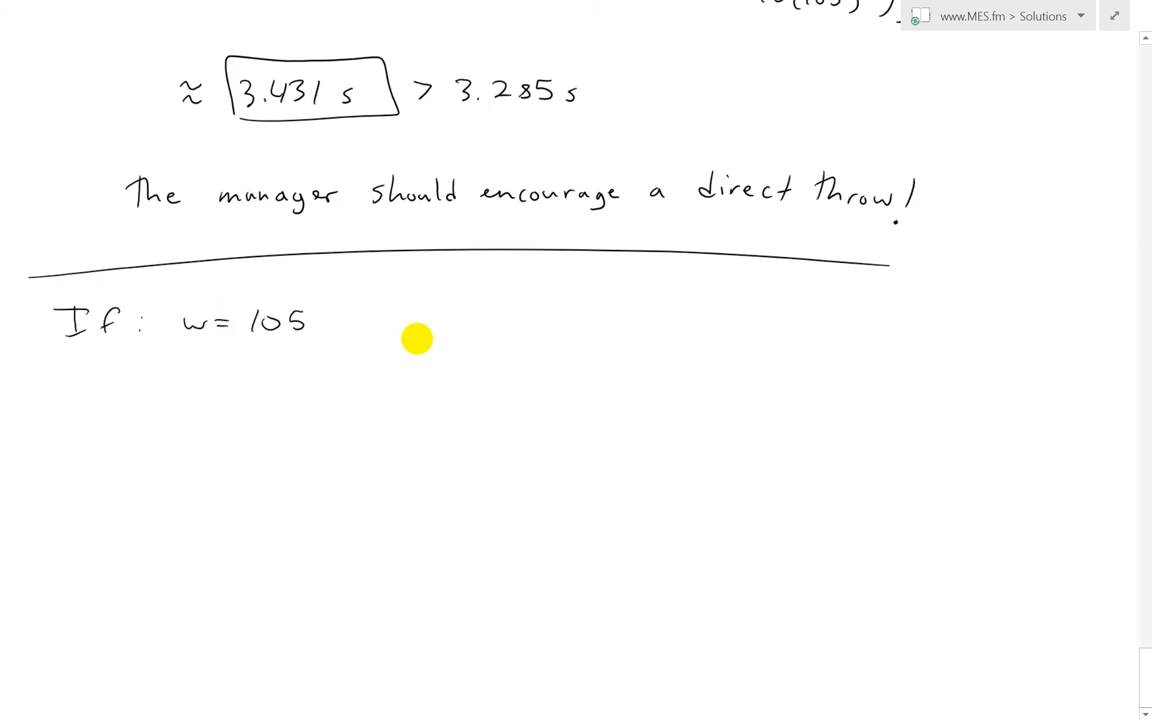 www.MES.fm > Solutions
≈ 3.431 s > 3.285 s
The manager should encourage a direct throw!
If: w = 105